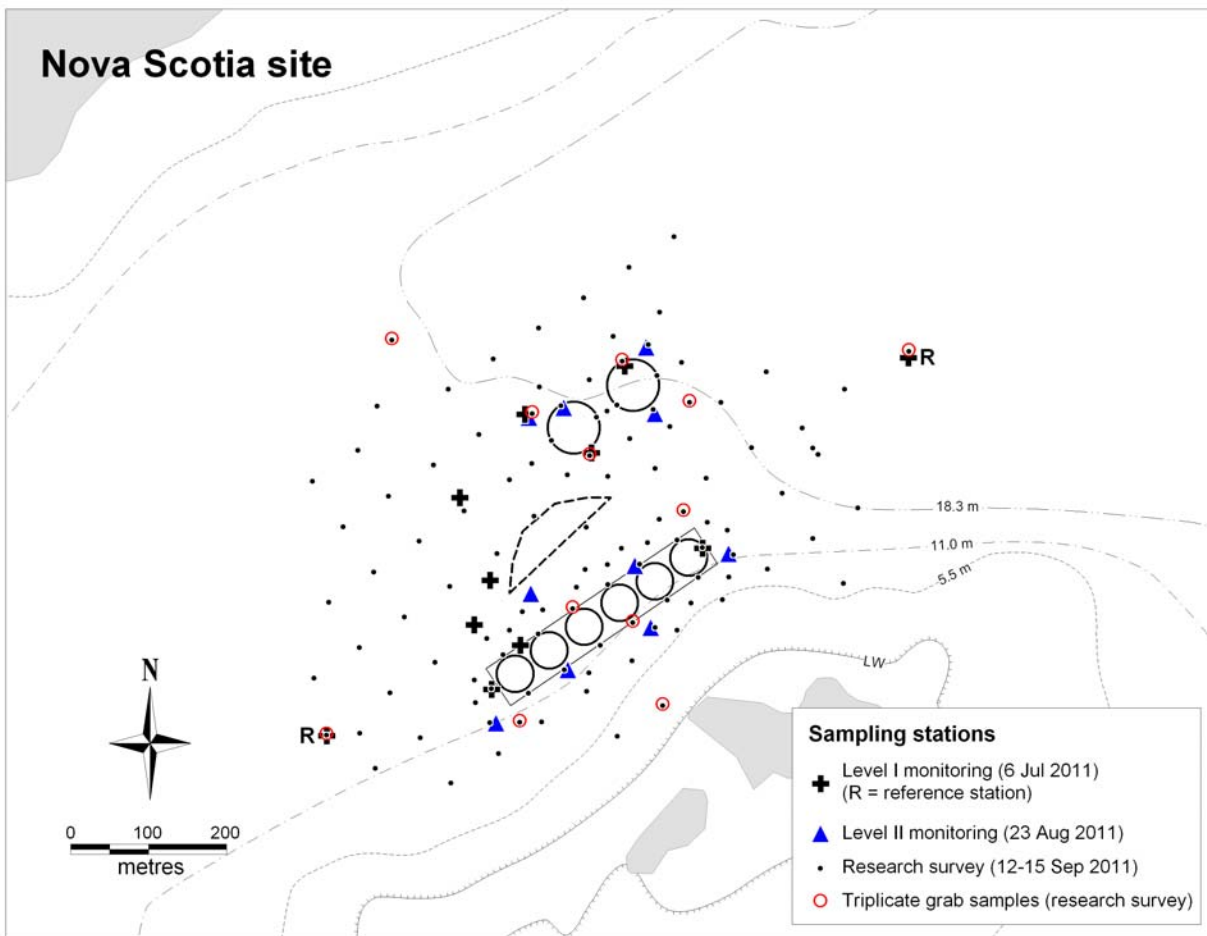 Nova Scotia site
R
18.3 m
11.0 m
5.5 m
LW
N
R
0 100 200
metres
Sampling stations
Level I monitoring (6 Jul 2011)
(R = reference station)
Level II monitoring (23 Aug 2011)
Research survey (12-15 Sep 2011)
Triplicate grab samples (research survey)